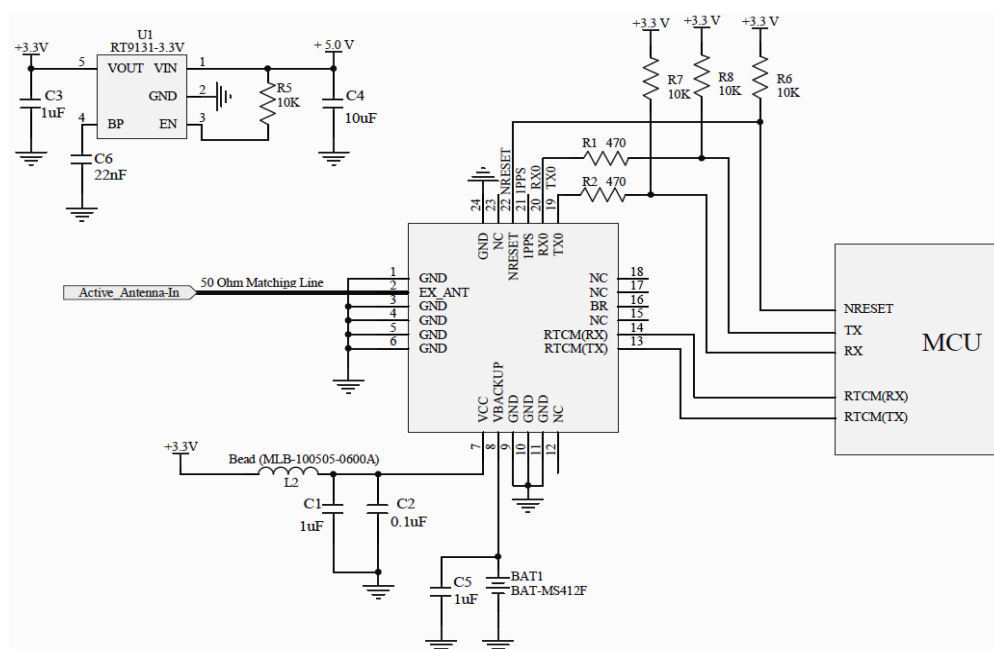 U1
RT9131-3.3V
+3.3V
+ 5.0 V
5 VOUT VIN 1
GND 2
4 BP EN 3
C3
1uF
R5
10K
C4
10uF
C6
22nF
+3.3 V
+3.3 V
+3.3 V
R7
10K
R8
10K
R6
10K
R1 470
R2 470
24
23
22 NRESET
21 1PPS
20 RX0
19 TX0
GND
NC
NRESET
1PPS
RX0
TX0
Active_Antenna-In
50 Ohm Matching Line
1 GND
2 EX_ANT
3 GND
4 GND
5 GND
6 GND
NC 18
NC 17
BR 16
NC 15
RTCM(RX) 14
RTCM(TX) 13
VCC
VBACKUP
GND
GND
GND
NC
7
8
9
10
11
12
NRESET
TX
RX
RTCM(RX)
RTCM(TX)
MCU
+3.3V
Bead (MLB-100505-0600A)
L2
C1
1uF
C2
0.1uF
C5
1uF
BAT1
BAT-MS412F